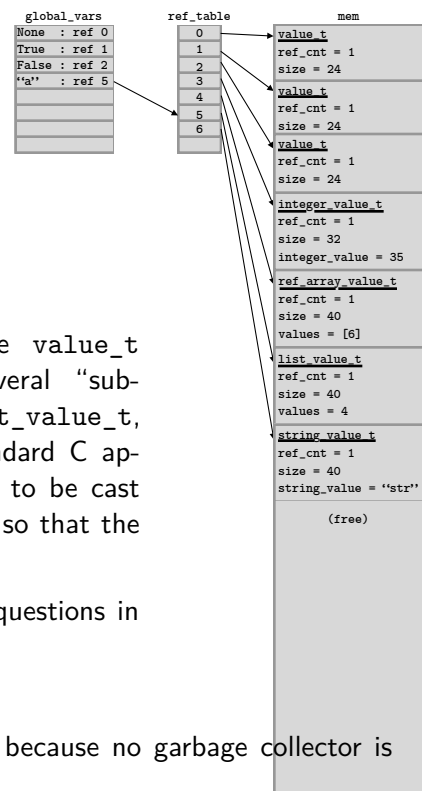 global_vars
None : ref 0
True : ref 1
False : ref 2
“a” : ref 5
ref_table
0
1
2
3
4
5
6
mem
value_t
ref_cnt = 1
size = 24
value_t
ref_cnt = 1
size = 24
value_t
ref_cnt = 1
size = 24
integer_value_t
ref_cnt = 1
size = 32
integer_value = 35
ref_array_value_t
ref_cnt = 1
size = 40
values = [6]
list_value_t
ref_cnt = 1
size = 40
values = 4
string_value_t
ref_cnt = 1
size = 40
string_value = “str”
(free)
e value_t
veral “sub-
t_value_t,
ndard C ap-
to be cast
so that the
questions in
because no garbage collector is